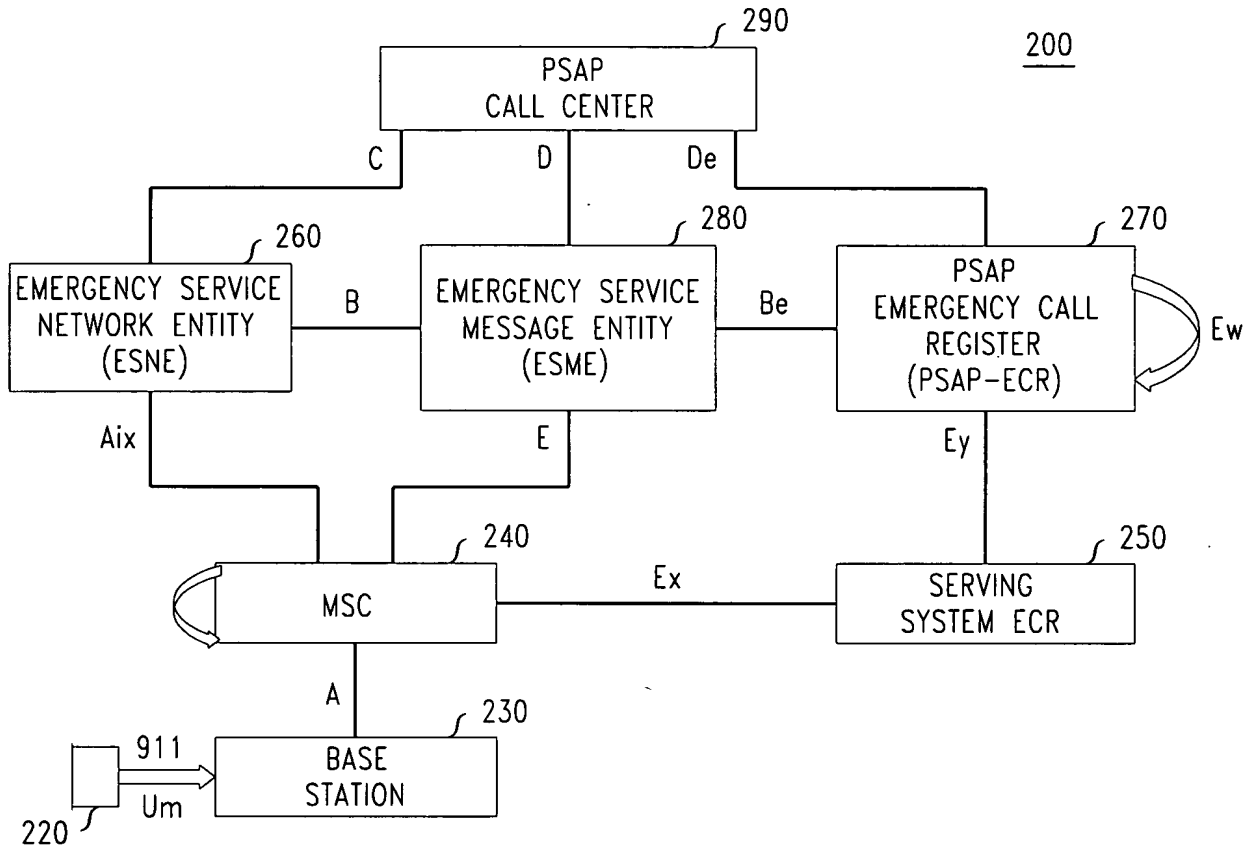 290
200
PSAP
CALL CENTER
C
D
De
260
280
270
EMERGENCY SERVICE
NETWORK ENTITY
(ESNE)
B
EMERGENCY SERVICE
MESSAGE ENTITY
(ESME)
Be
PSAP
EMERGENCY CALL
REGISTER
(PSAP-ECR)
Ew
Aix
E
Ey
240
250
MSC
Ex
SERVING
SYSTEM ECR
A
230
911
Um
220
BASE
STATION